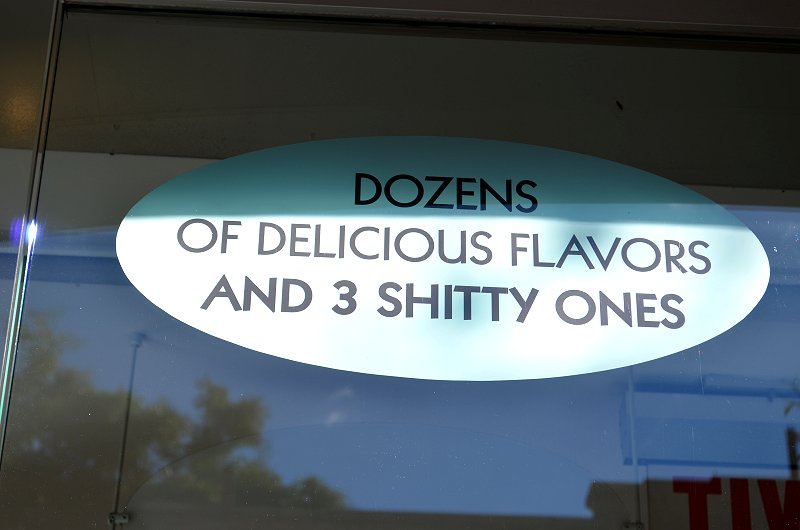 DOZENS
OF DELICIOUS FLAVORS
AND 3 SHITTY ONES